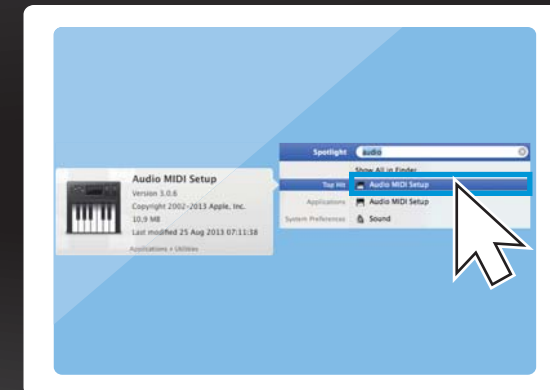 Audio MIDI Setup
Version 3.0.6
Copyright 2002–2013 Apple, Inc.
10,9 MB
Last modified 25 Aug 2013 07:11:38
Applications ▸ Utilities
Spotlight audio
Show All in Finder...
Top Hit Audio MIDI Setup
Applications Audio MIDI Setup
System Preferences Sound